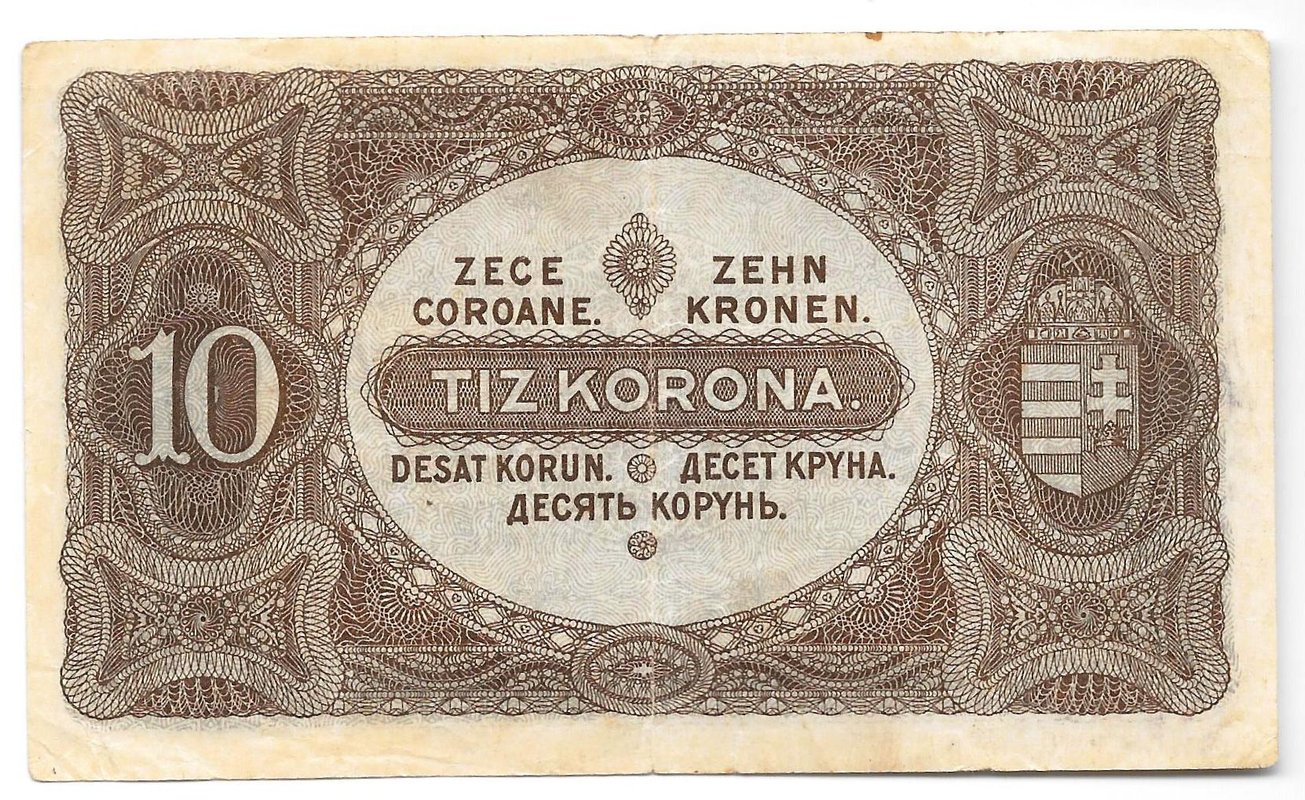 ZECE
COROANE.
ZEHN
KRONEN.
10
TIZ KORONA.
DESAT KORUN.
ДЕСЕТ КРУНА.
ДЕСЯТЬ КОРУНЬ.